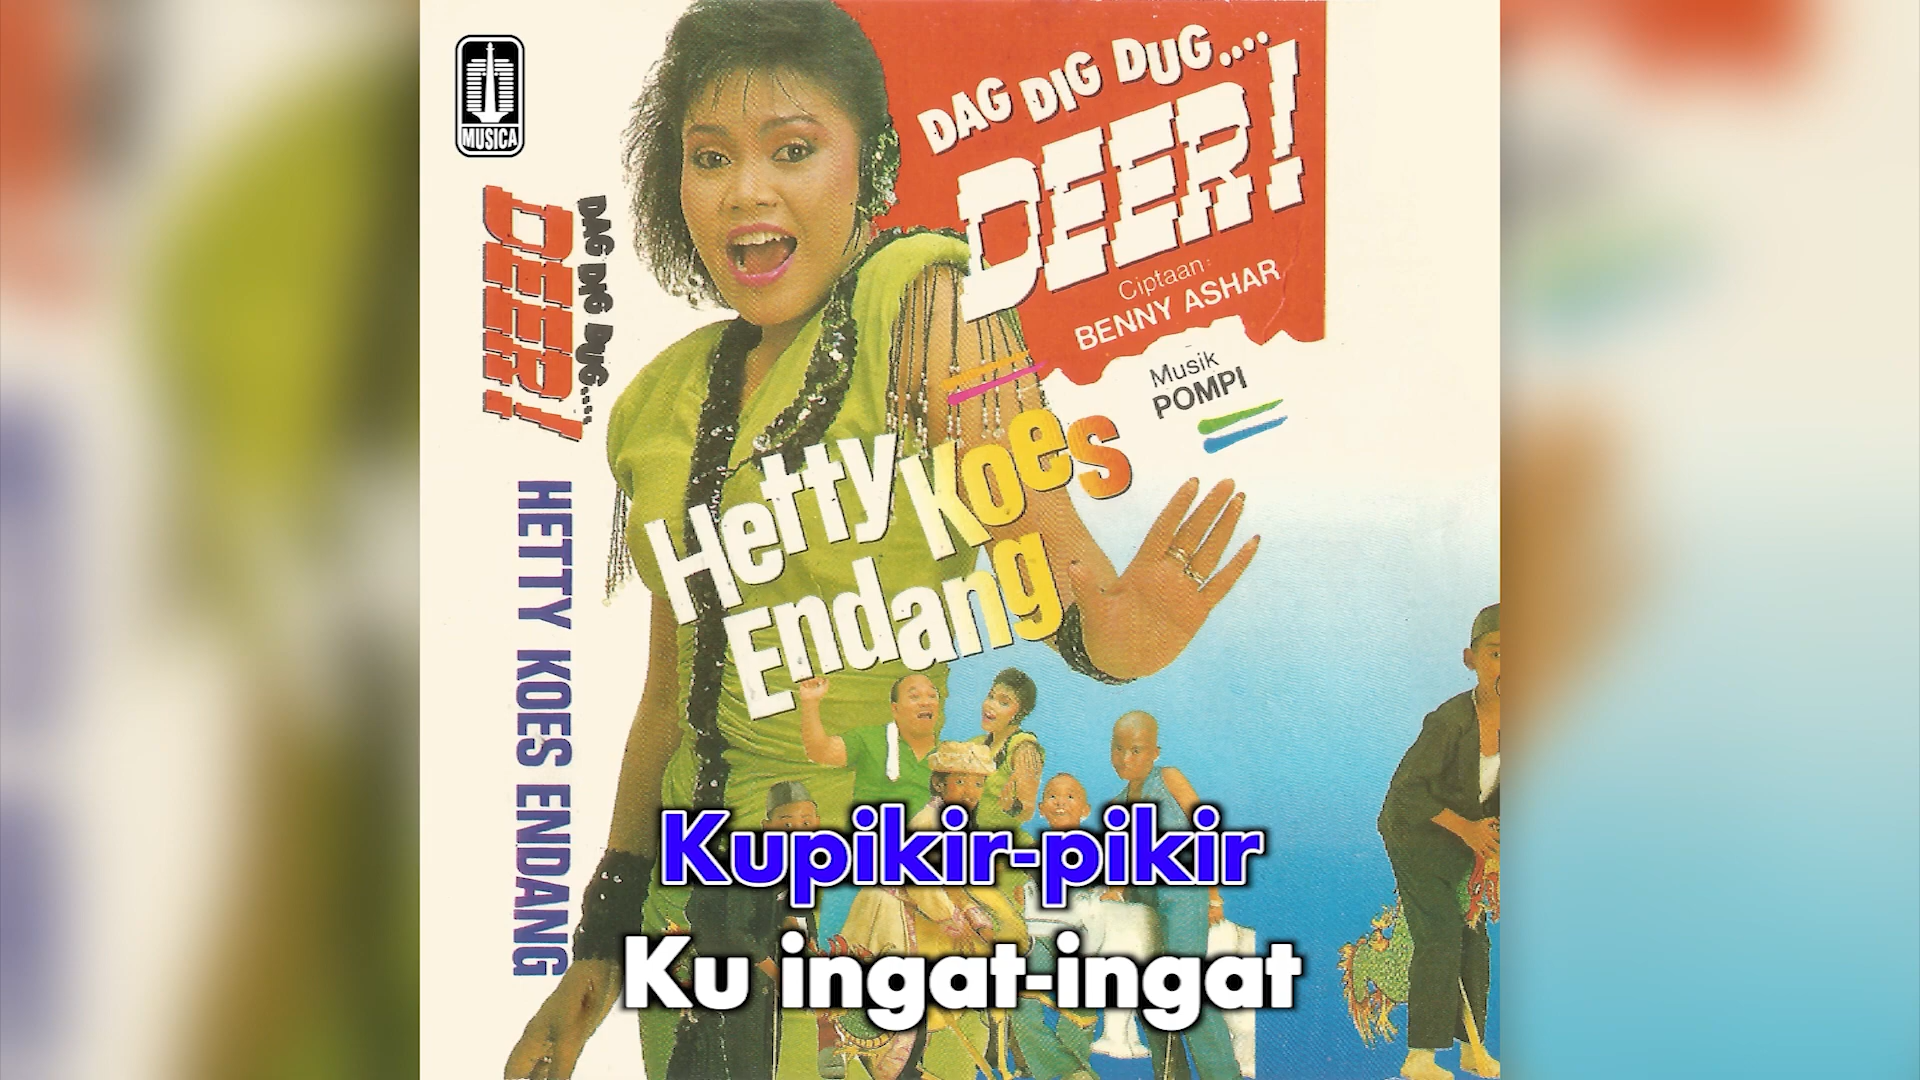 MUSICA
DAG DIG DUG.....
DEER!
HETTY KOES ENDANG
DAG DIG DUG....
DEER!
Ciptaan:
BENNY ASHAR
Musik
POMPI
Hetty Koes
Endang
Kupikir-pikir
Ku ingat-ingat